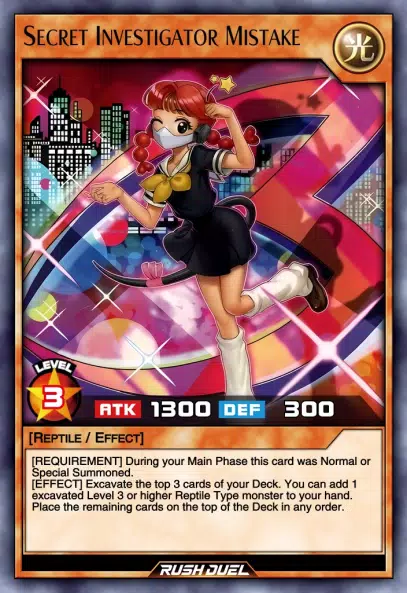 SECRET INVESTIGATOR MISTAKE
光
LEVEL
3
ATK 1300 DEF 300
[REPTILE / EFFECT]
[REQUIREMENT] During your Main Phase this card was Normal or
Special Summoned.
[EFFECT] Excavate the top 3 cards of your Deck. You can add 1
excavated Level 3 or higher Reptile Type monster to your hand.
Place the remaining cards on the top of the Deck in any order.
RUSH DUEL